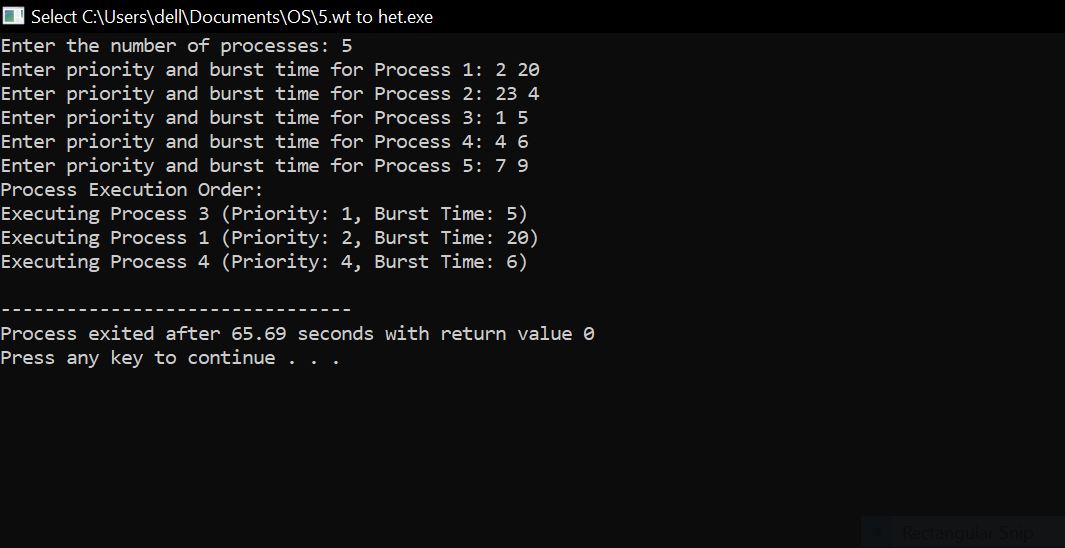 Select C:\Users\dell\Documents\OS\5.wt to het.exe
Enter the number of processes: 5
Enter priority and burst time for Process 1: 2 20
Enter priority and burst time for Process 2: 23 4
Enter priority and burst time for Process 3: 1 5
Enter priority and burst time for Process 4: 4 6
Enter priority and burst time for Process 5: 7 9
Process Execution Order:
Executing Process 3 (Priority: 1, Burst Time: 5)
Executing Process 1 (Priority: 2, Burst Time: 20)
Executing Process 4 (Priority: 4, Burst Time: 6)
--------------------------------
Process exited after 65.69 seconds with return value 0
Press any key to continue . . .
Rectangular Snip